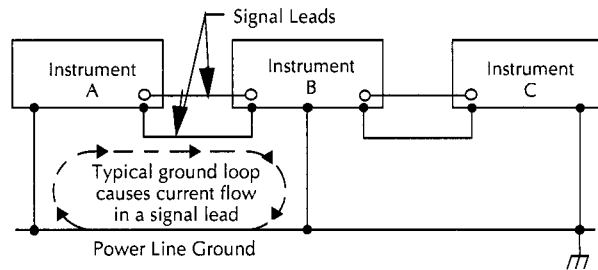 Signal Leads
Instrument
A
Instrument
B
Instrument
C
Typical ground loop
causes current flow
in a signal lead
Power Line Ground